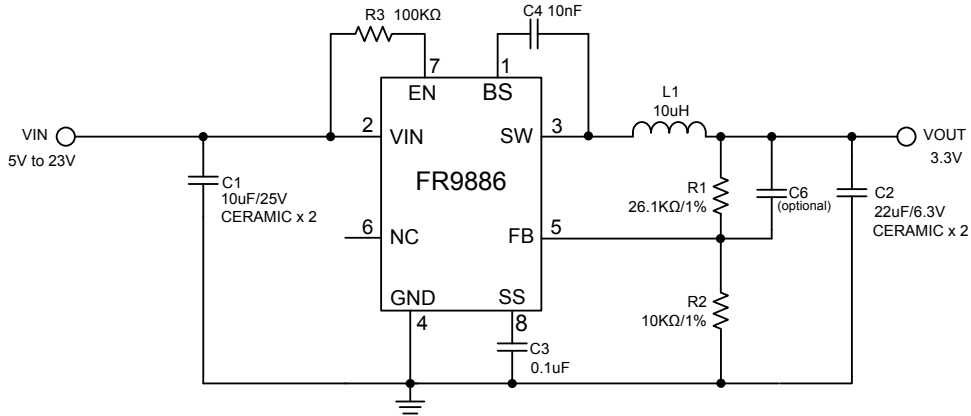 C4 10nF
R3 100KΩ
7
1
EN
BS
L1
10uH
VIN
5V to 23V
2
VIN
SW
3
VOUT
3.3V
FR9886
C1
10uF/25V
CERAMIC x 2
R1
26.1KΩ/1%
C6
(optional)
C2
22uF/6.3V
CERAMIC x 2
6
NC
FB
5
GND
SS
4
8
R2
10KΩ/1%
C3
0.1uF